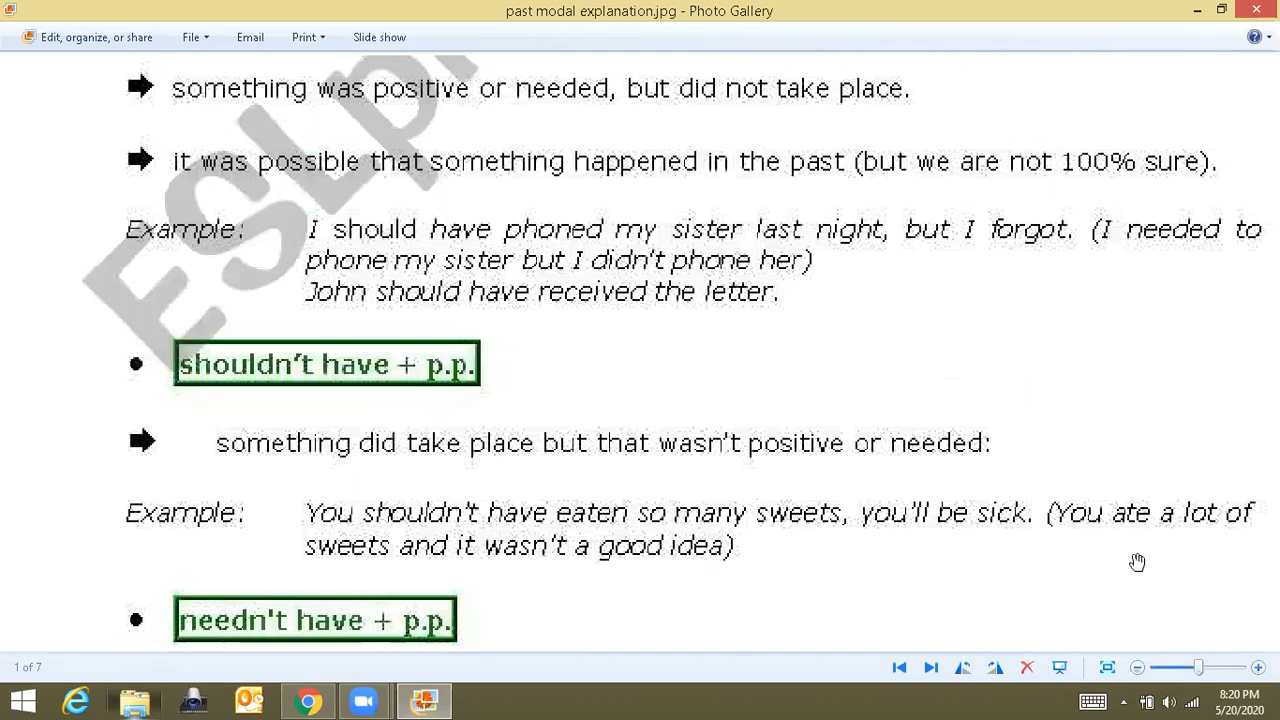 past modal explanation.jpg - Photo Gallery
Edit, organize, or share File Email Print Slide show
something was positive or needed, but did not take place.
it was possible that something happened in the past (but we are not 100% sure).
Example: I should have phoned my sister last night, but I forgot. (I needed to
phone my sister but I didn't phone her)
John should have received the letter.
shouldn't have + p.p.
something did take place but that wasn't positive or needed:
Example: You shouldn't have eaten so many sweets, you'll be sick. (You ate a lot of
sweets and it wasn't a good idea)
needn't have + p.p.
1 of 7
8:20 PM
5/20/2020